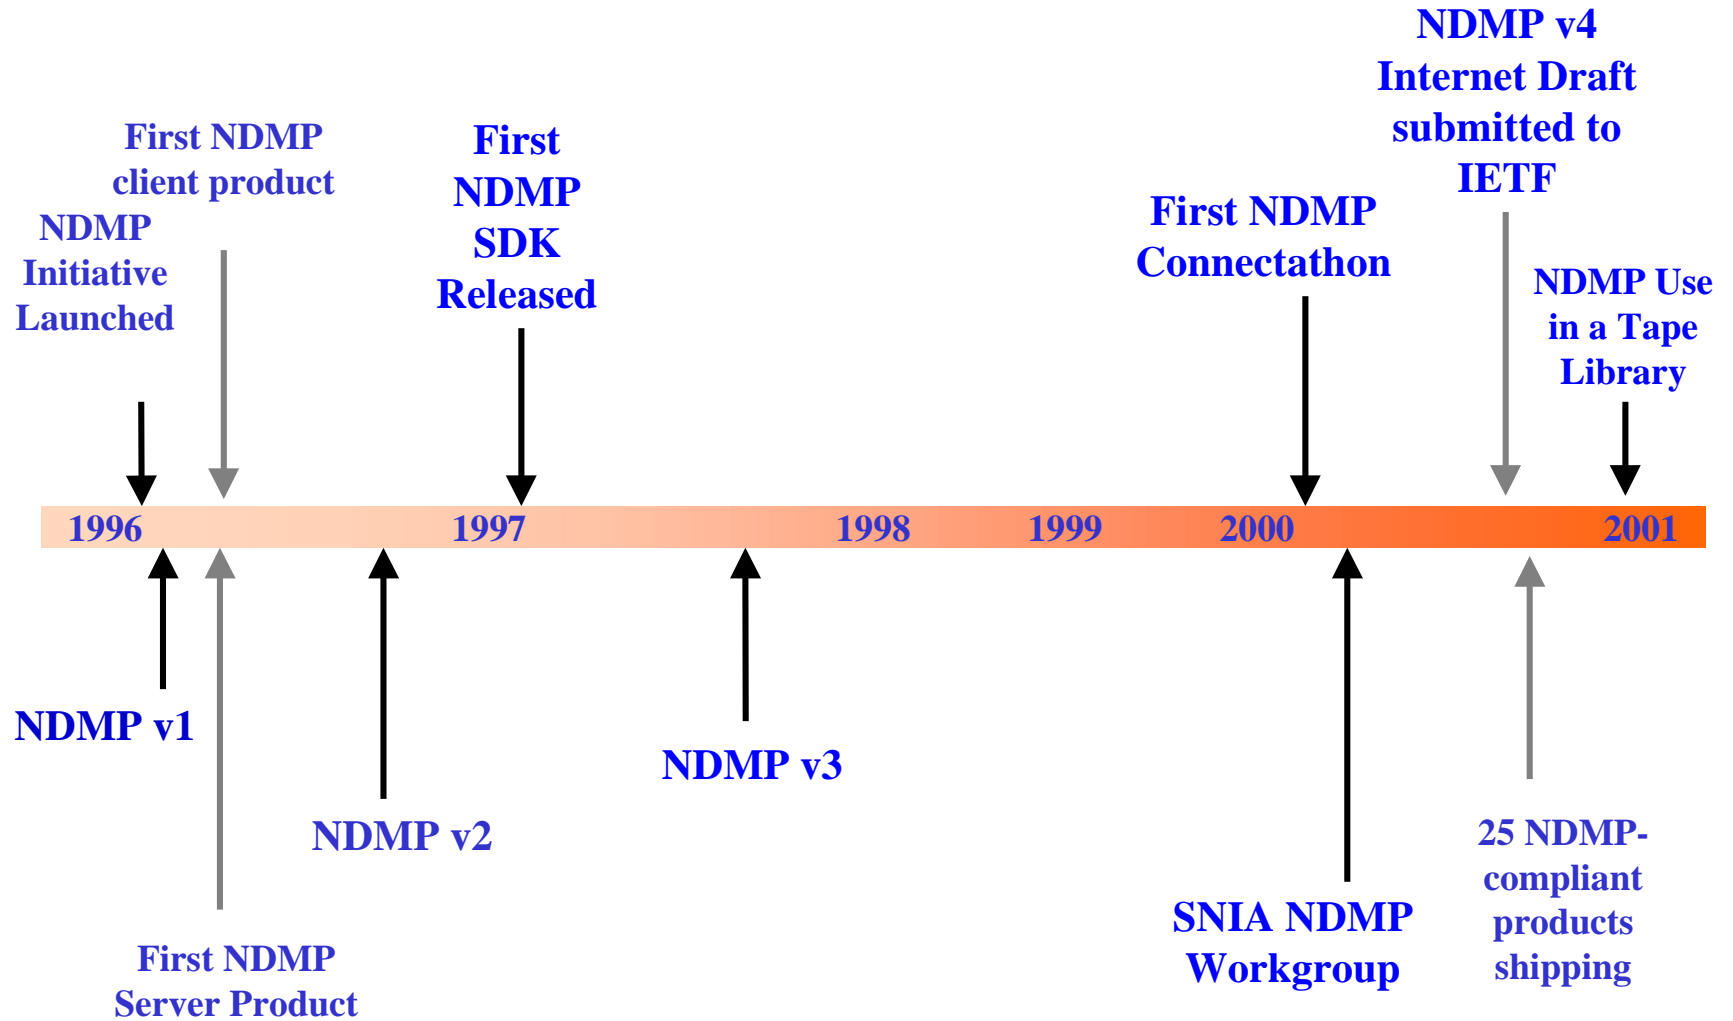 NDMP v4
Internet Draft
submitted to
IETF
First NDMP
client product
First
NDMP
SDK
Released
NDMP
Initiative
Launched
First NDMP
Connectathon
NDMP Use
in a Tape
Library
1996
1997
1998
1999
2000
2001
NDMP v1
NDMP v3
NDMP v2
25 NDMP-
compliant
products
shipping
SNIA NDMP
Workgroup
First NDMP
Server Product